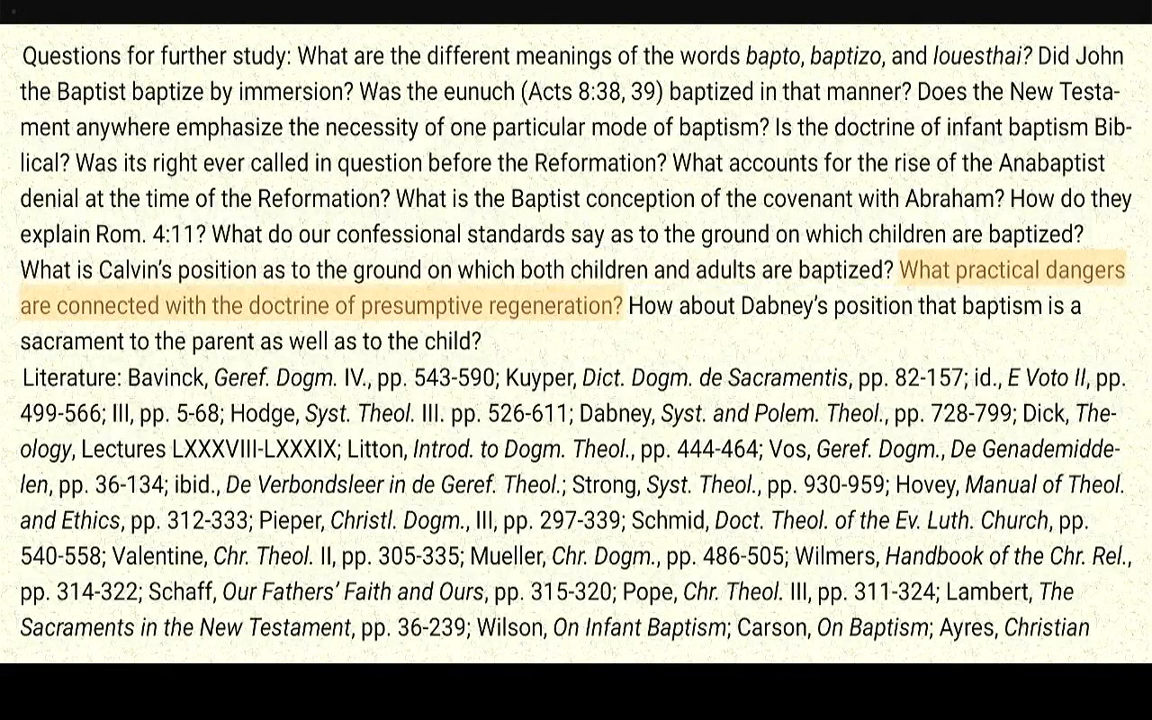 Questions for further study: What are the different meanings of the words bapto, baptizo, and louesthai? Did John
the Baptist baptize by immersion? Was the eunuch (Acts 8:38, 39) baptized in that manner? Does the New Testa-
ment anywhere emphasize the necessity of one particular mode of baptism? Is the doctrine of infant baptism Bib-
lical? Was its right ever called in question before the Reformation? What accounts for the rise of the Anabaptist
denial at the time of the Reformation? What is the Baptist conception of the covenant with Abraham? How do they
explain Rom. 4:11? What do our confessional standards say as to the ground on which children are baptized?
What is Calvin’s position as to the ground on which both children and adults are baptized? What practical dangers
are connected with the doctrine of presumptive regeneration? How about Dabney’s position that baptism is a
sacrament to the parent as well as to the child?
Literature: Bavinck, Geref. Dogm. IV., pp. 543-590; Kuyper, Dict. Dogm. de Sacramentis, pp. 82-157; id., E Voto II, pp.
499-566; III, pp. 5-68; Hodge, Syst. Theol. III. pp. 526-611; Dabney, Syst. and Polem. Theol., pp. 728-799; Dick, The-
ology, Lectures LXXXVIII-LXXXIX; Litton, Introd. to Dogm. Theol., pp. 444-464; Vos, Geref. Dogm., De Genademidde-
len, pp. 36-134; ibid., De Verbondsleer in de Geref. Theol.; Strong, Syst. Theol., pp. 930-959; Hovey, Manual of Theol.
and Ethics, pp. 312-333; Pieper, Christl. Dogm., III, pp. 297-339; Schmid, Doct. Theol. of the Ev. Luth. Church, pp.
540-558; Valentine, Chr. Theol. II, pp. 305-335; Mueller, Chr. Dogm., pp. 486-505; Wilmers, Handbook of the Chr. Rel.,
pp. 314-322; Schaff, Our Fathers’ Faith and Ours, pp. 315-320; Pope, Chr. Theol. III, pp. 311-324; Lambert, The
Sacraments in the New Testament, pp. 36-239; Wilson, On Infant Baptism; Carson, On Baptism; Ayres, Christian